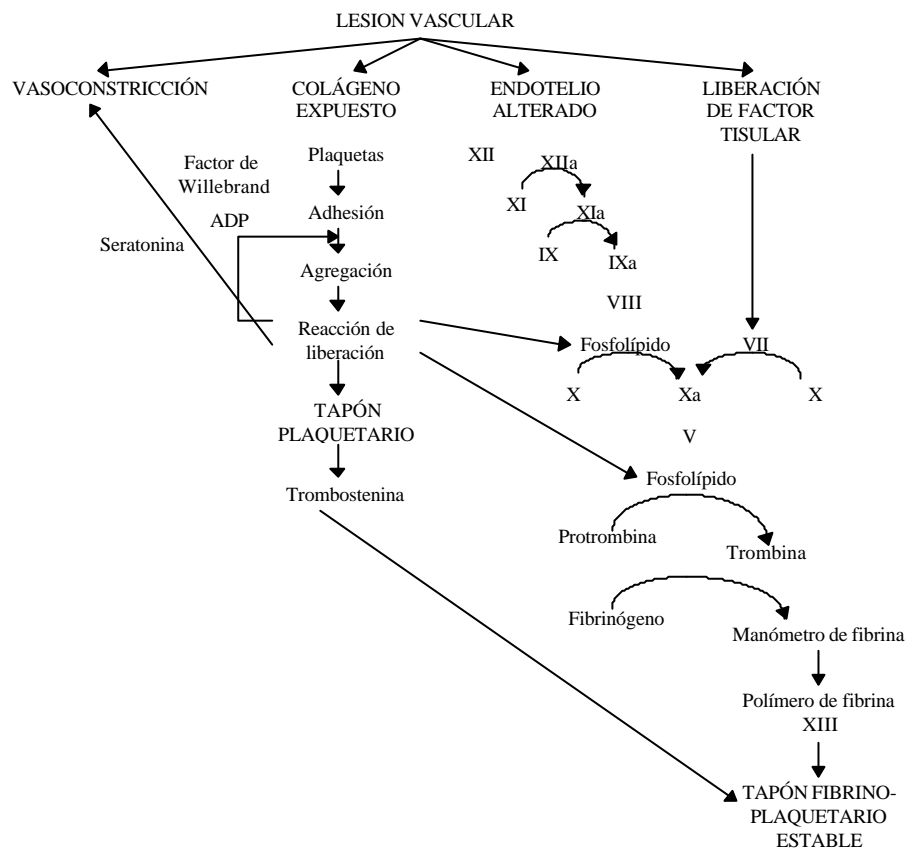 LESION VASCULAR
VASOCONSTRICCIÓN
COLÁGENO
EXPUESTO
ENDOTELIO
ALTERADO
LIBERACIÓN
DE FACTOR
TISULAR
Factor de
Willebrand
Plaquetas
XII
XIIa
ADP
Adhesión
XI
XIa
Seratonina
IX
IXa
Agregación
VIII
Reacción de
liberación
Fosfolípido
VII
X
Xa
X
TAPÓN
PLAQUETARIO
V
Trombostenina
Fosfolípido
Protrombina
Trombina
Fibrinógeno
Manómetro de fibrina
Polímero de fibrina
XIII
TAPÓN FIBRINO-
PLAQUETARIO
ESTABLE